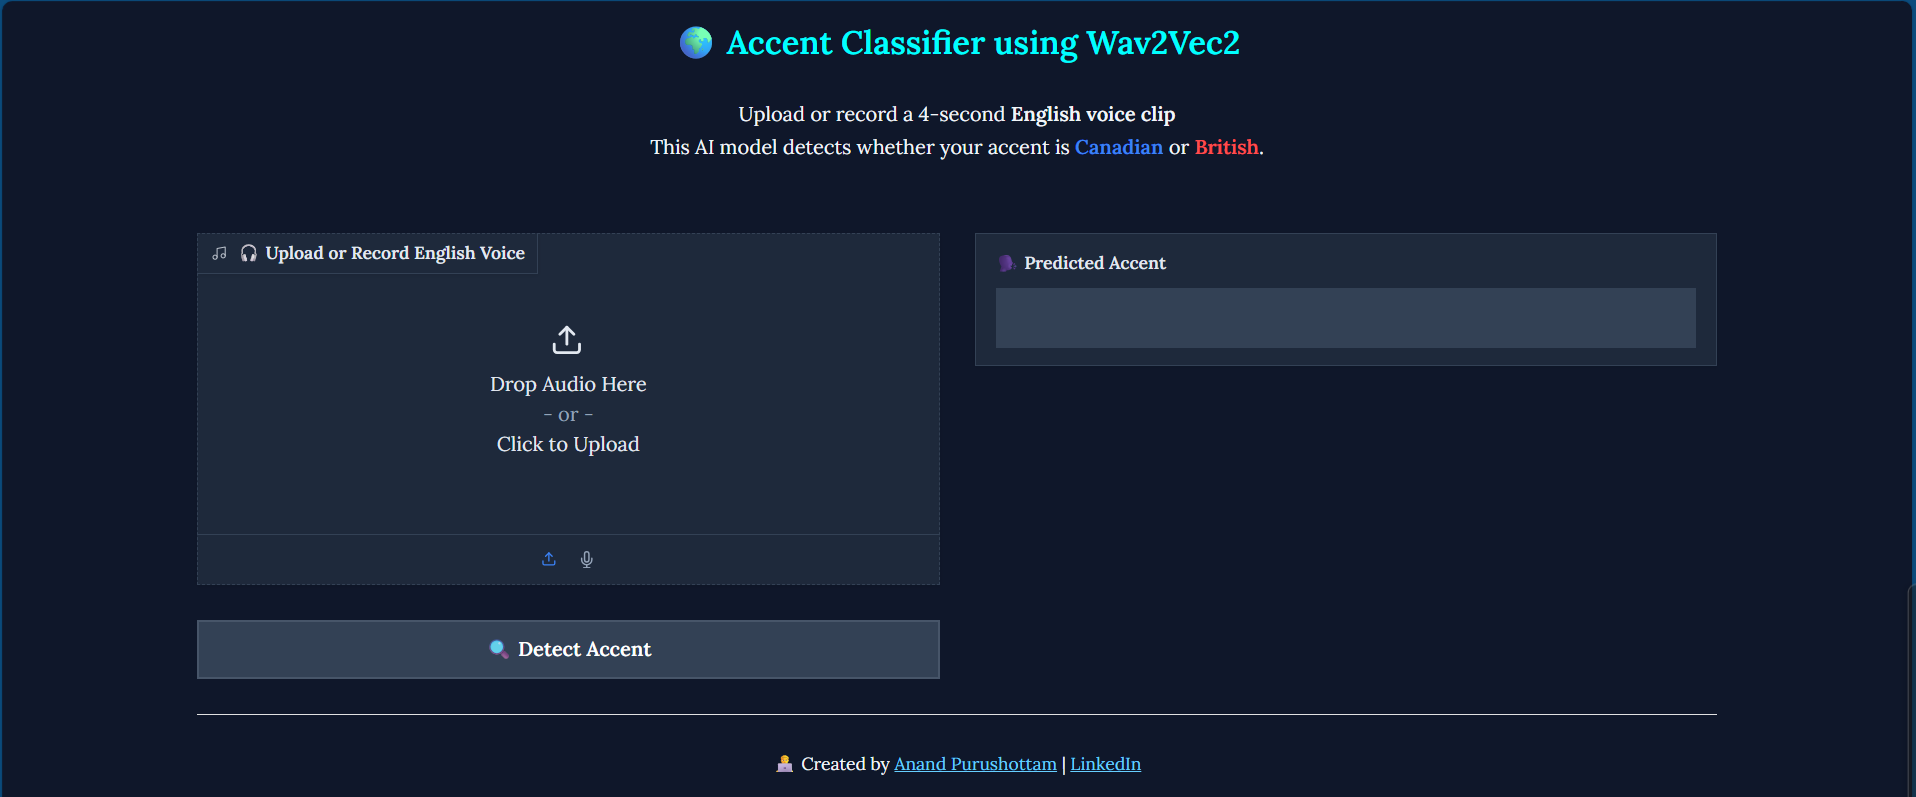 Accent Classifier using Wav2Vec2
Upload or record a 4-second English voice clip
This AI model detects whether your accent is Canadian or British.
Upload or Record English Voice
Drop Audio Here
- or -
Click to Upload
Detect Accent
Predicted Accent
Created by Anand Purushottam | LinkedIn